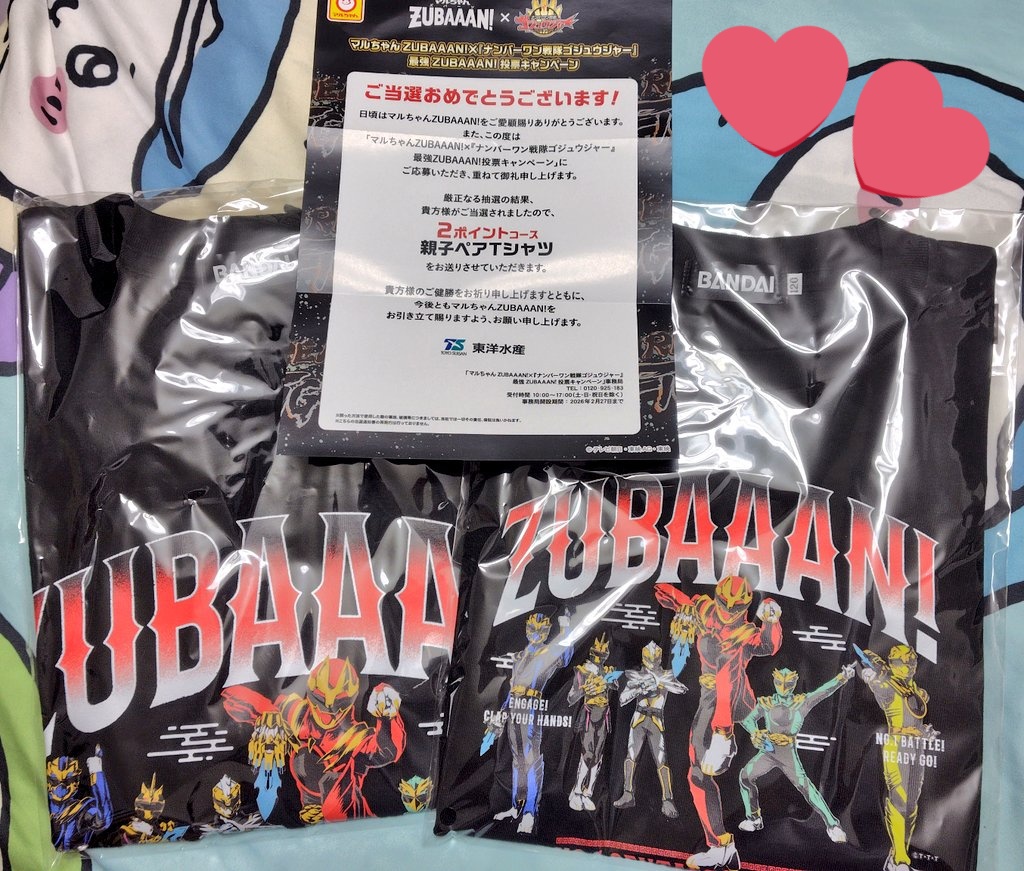 マルちゃん
マルちゃん
ZUBAAAN!
×
マルちゃんZUBAAAN!×『ナンバーワン戦隊ゴジュウジャー』
最強ZUBAAAN!投票キャンペーン
ご当選おめでとうございます!
日頃はマルちゃんZUBAAAN!をご愛顧賜りありがとうございます。
また、この度は
「マルちゃんZUBAAAN!×『ナンバーワン戦隊ゴジュウジャー』
最強ZUBAAAN!投票キャンペーン」に
ご応募いただき、重ねて御礼申し上げます。
厳正なる抽選の結果、
貴方様がご当選されましたので、
2ポイントコース
親子ペアTシャツ
をお送りさせていただきます。
貴方様のご健勝をお祈り申し上げますとともに、
今後ともマルちゃんZUBAAAN!を
お引き立て賜りますよう、お願い申し上げます。
TS
TOYO SUISAN
東洋水産
「マルちゃんZUBAAAN!×『ナンバーワン戦隊ゴジュウジャー』
最強ZUBAAAN!投票キャンペーン」事務局
TEL:0120-925-183
受付時間 10:00~17:00(土・日・祝日を除く)
事務局開設期間:2026年2月27日まで
BANDAI
BANDAI
120
ZUBAAA
ZUBAAAN!
ENGAGE!
CLAP YOUR HANDS!
NO.1 BATTLE!
READY GO!
©T・T・T